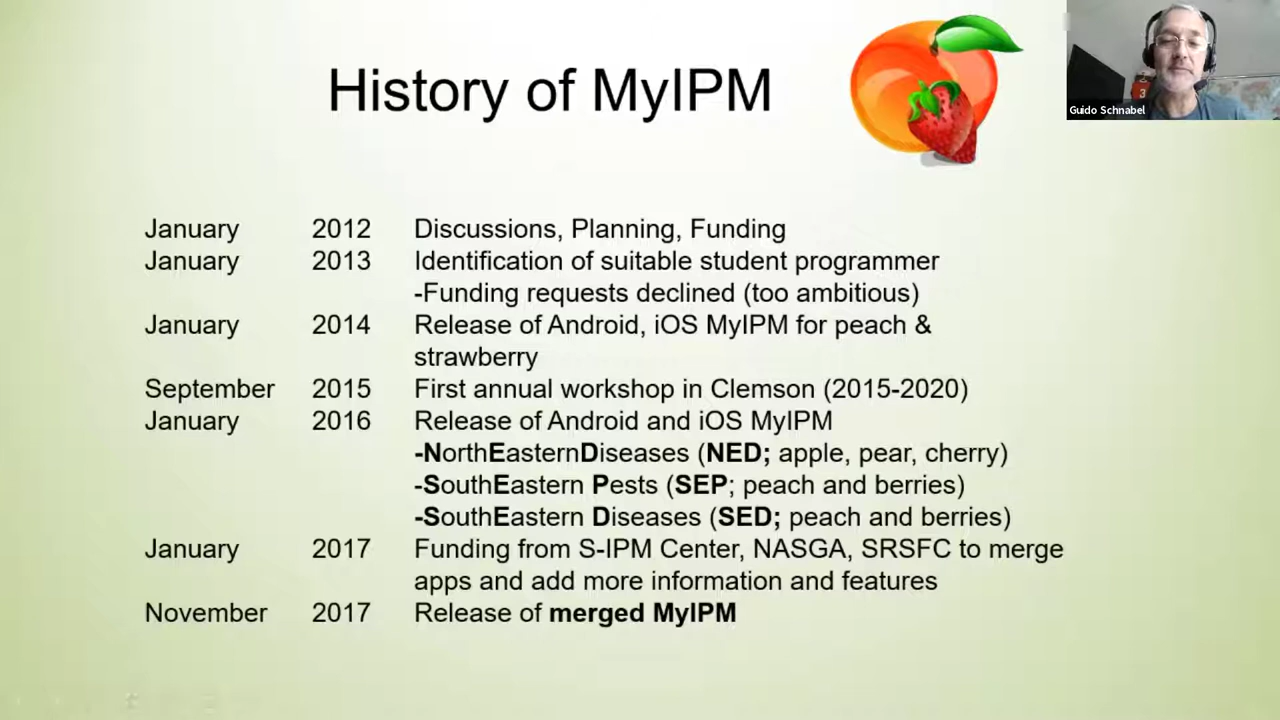 History of MyIPM
Guido Schnabel
January 2012 Discussions, Planning, Funding
January 2013 Identification of suitable student programmer
-Funding requests declined (too ambitious)
January 2014 Release of Android, iOS MyIPM for peach &
strawberry
September 2015 First annual workshop in Clemson (2015-2020)
January 2016 Release of Android and iOS MyIPM
-NorthEasternDiseases (NED; apple, pear, cherry)
-SouthEastern Pests (SEP; peach and berries)
-SouthEastern Diseases (SED; peach and berries)
January 2017 Funding from S-IPM Center, NASGA, SRSFC to merge
apps and add more information and features
November 2017 Release of merged MyIPM